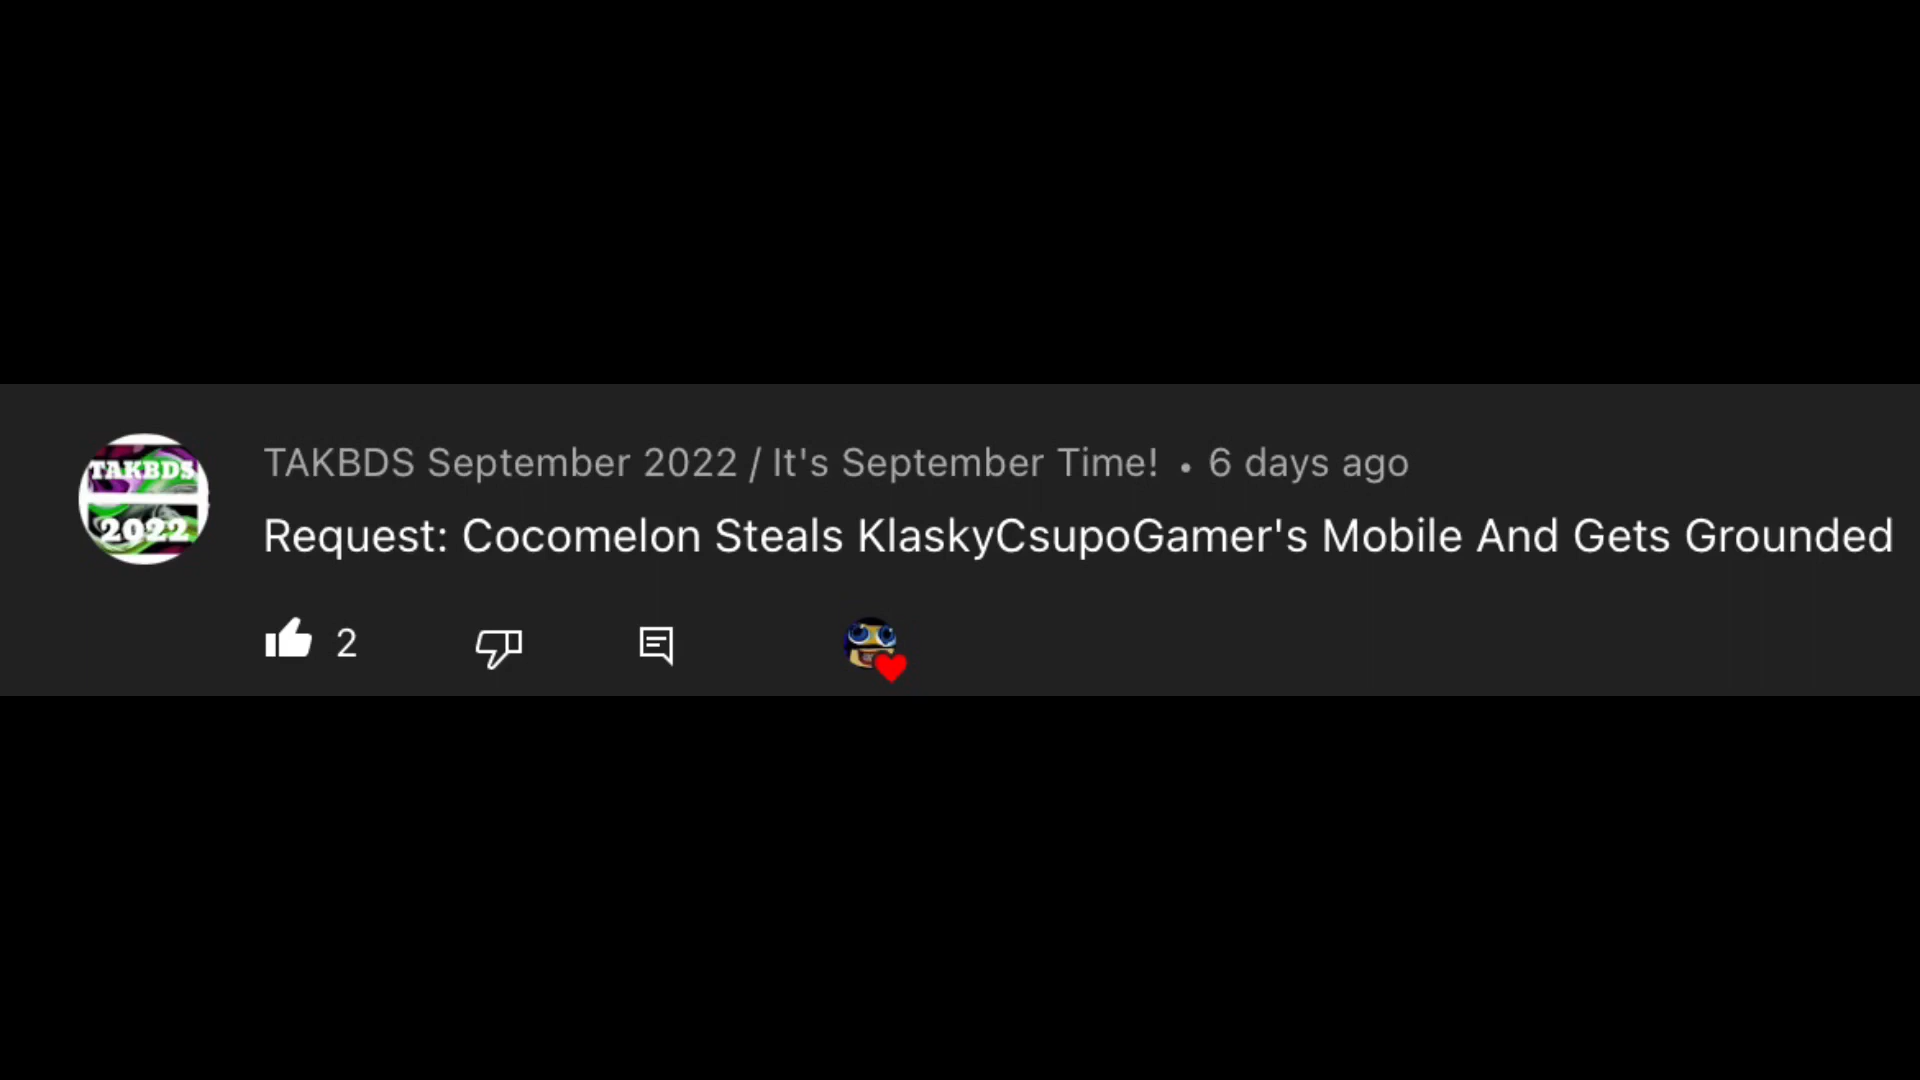 TAKBDS
2022
TAKBDS September 2022 / It's September Time! • 6 days ago
Request: Cocomelon Steals KlaskyCsupoGamer's Mobile And Gets Grounded
2